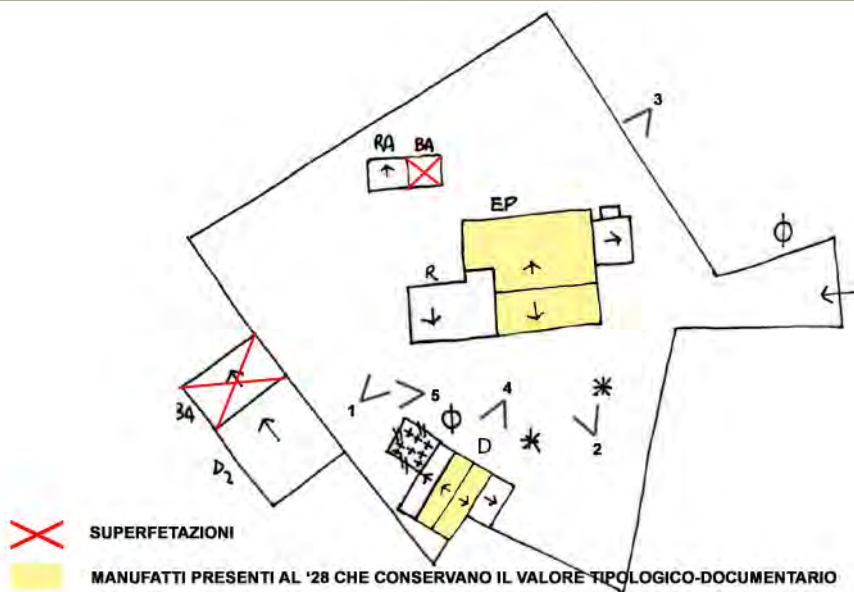 3
RA BA
EP
R
ϕ
BA
D2
1
5
ϕ
4
D
2
SUPERFETAZIONI
MANUFATTI PRESENTI AL '28 CHE CONSERVANO IL VALORE TIPOLOGICO-DOCUMENTARIO